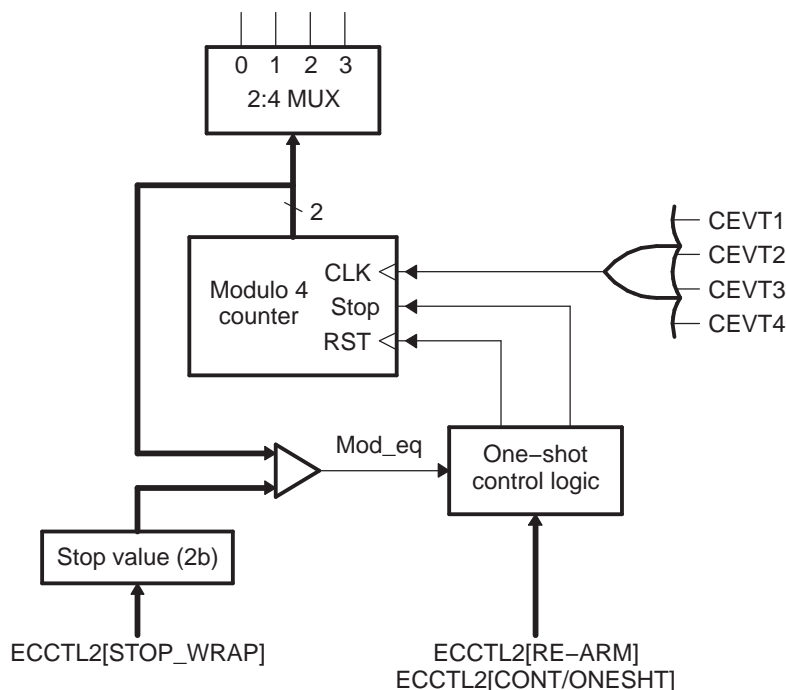 0 1 2 3
2:4 MUX
2
CEVT1
CLK
CEVT2
Modulo 4
counter
Stop
CEVT3
RST
CEVT4
Mod_eq
One−shot
control logic
Stop value (2b)
ECCTL2[STOP_WRAP]
ECCTL2[RE−ARM]
ECCTL2[CONT/ONESHT]